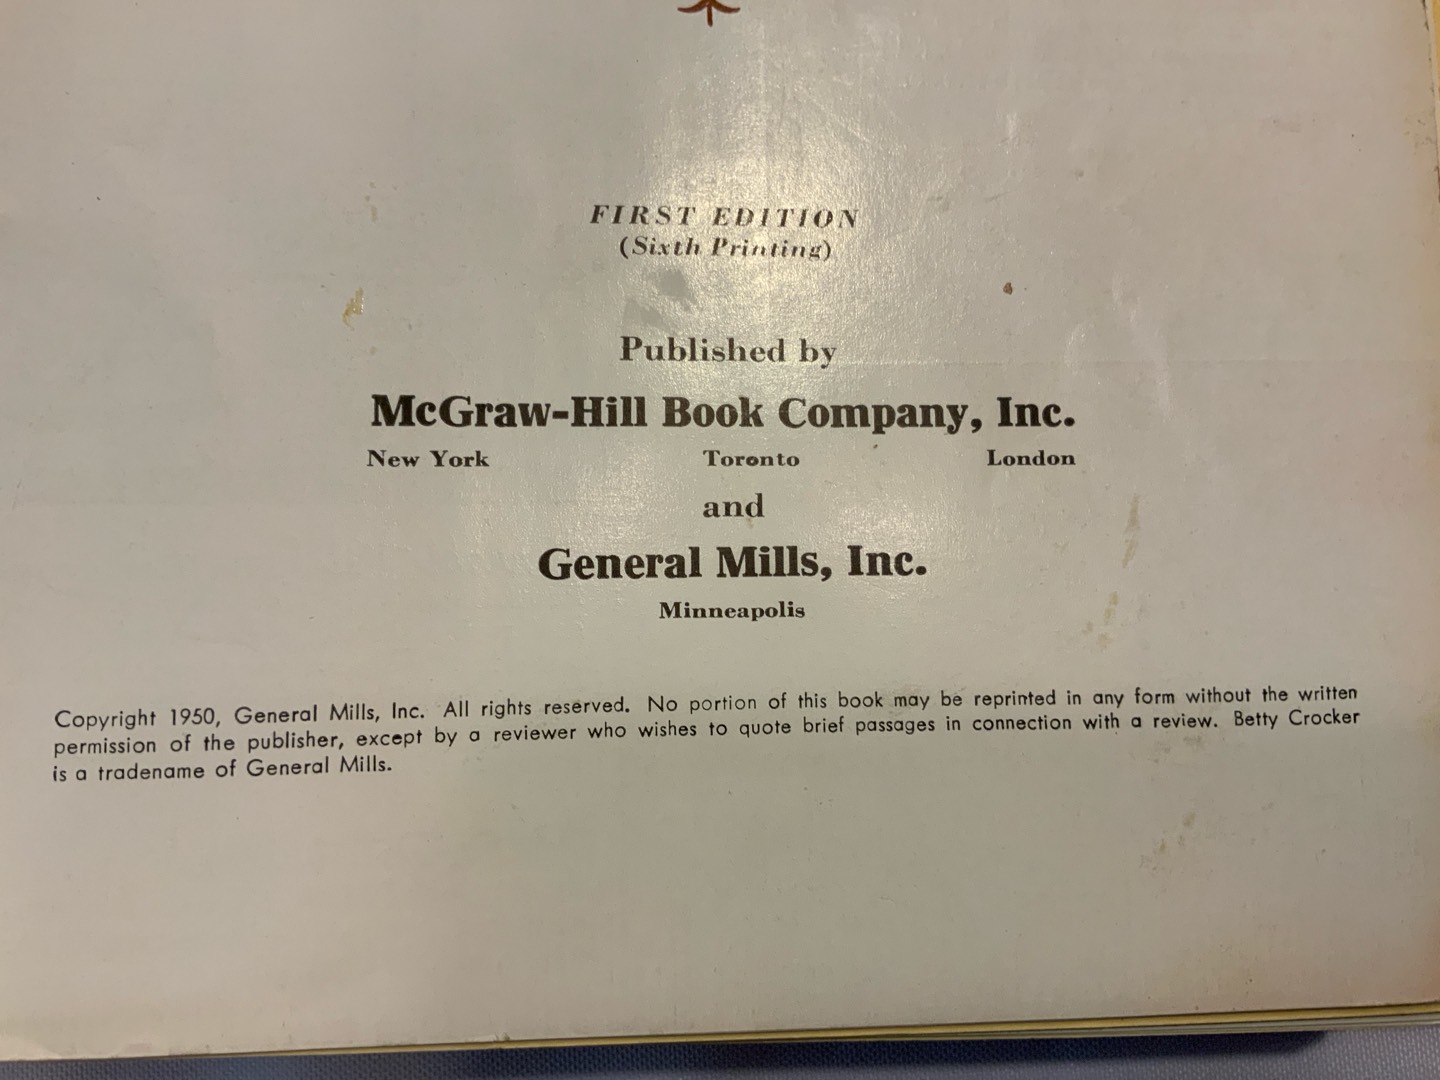 FIRST EDITION
(Sixth Printing)
Published by
McGraw-Hill Book Company, Inc.
New York Toronto London
and
General Mills, Inc.
Minneapolis
Copyright 1950, General Mills, Inc. All rights reserved. No portion of this book may be reprinted in any form without the written
permission of the publisher, except by a reviewer who wishes to quote brief passages in connection with a review. Betty Crocker
is a tradename of General Mills.